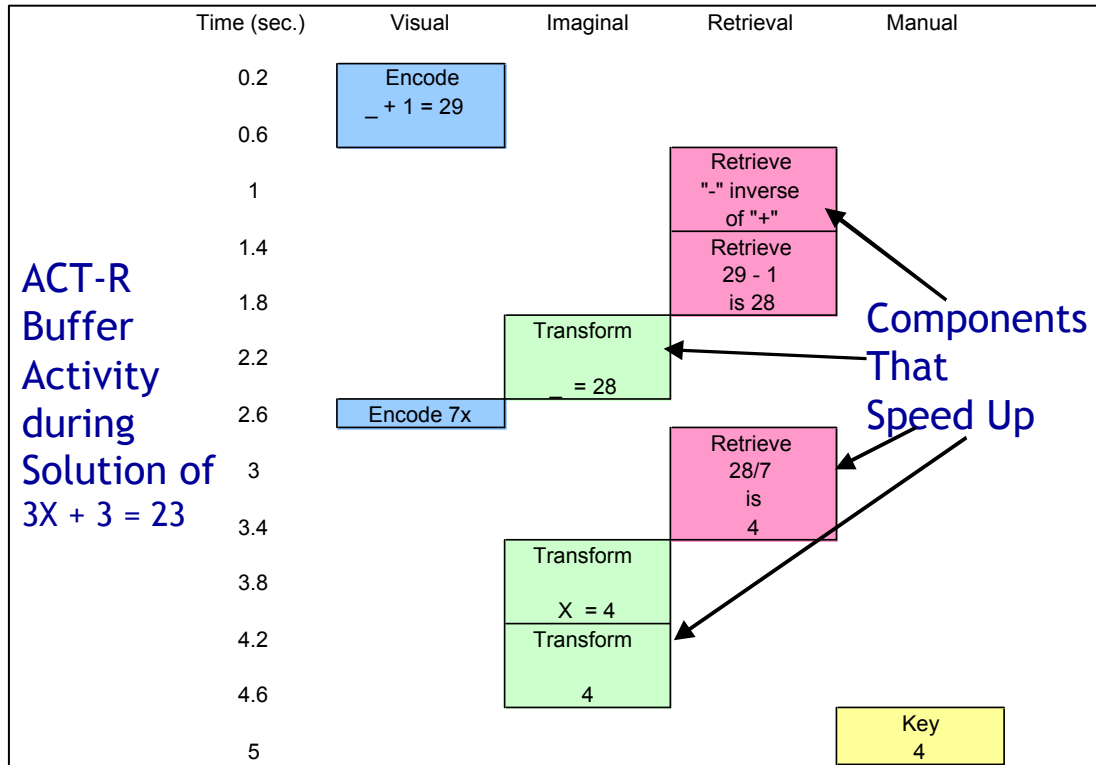 Time (sec.) Visual Imaginal Retrieval Manual
0.2
Encode
_ + 1 = 29
0.6
Retrieve
"-" inverse
of "+"
1
1.4
Retrieve
29 - 1
is 28
1.8
Transform
_ = 28
2.2
2.6
Encode 7x
Retrieve
28/7
is
4
3
3.4
Transform
X = 4
3.8
4.2
Transform
4
4.6
Key
4
5
ACT-R
Buffer
Activity
during
Solution of
3X + 3 = 23
Components
That
Speed Up